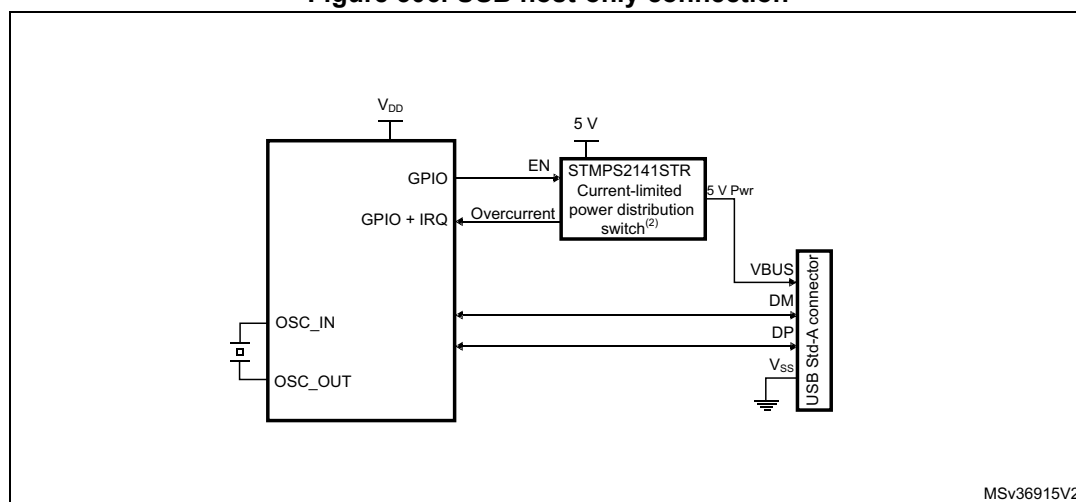 Figure USB host-only connection
VDD
5 V
EN
STMPS2141STR
Current-limited
power distribution
switch(2)
GPIO
5 V Pwr
GPIO + IRQ
Overcurrent
VBUS
DM
DP
VSS
USB Std-A connector
OSC_IN
OSC_OUT
MSv36915V2